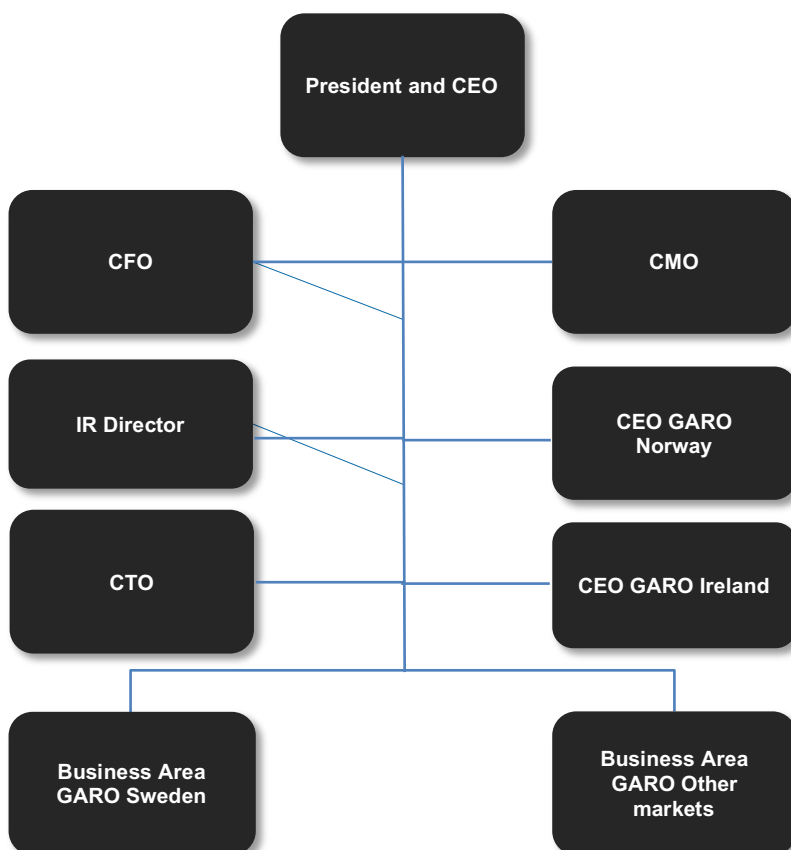 President and CEO
CFO
CMO
IR Director
CEO GARO
Norway
CTO
CEO GARO Ireland
Business Area
GARO Sweden
Business Area
GARO Other
markets